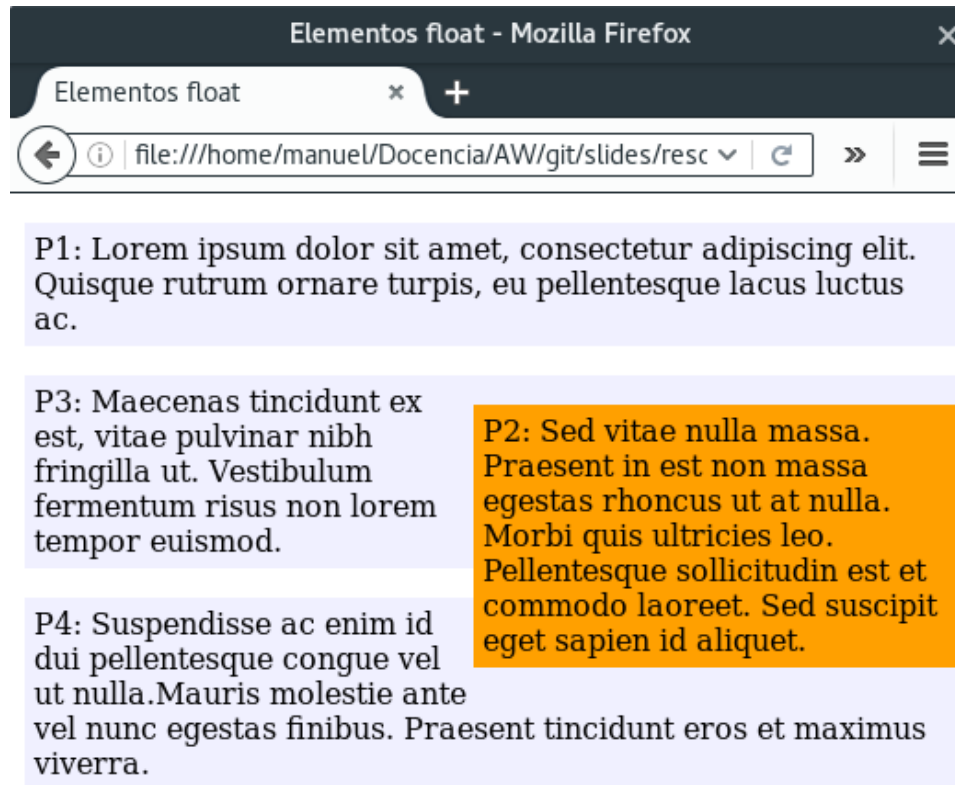 Elementos float - Mozilla Firefox
Elementos float
file:///home/manuel/Docencia/AW/git/slides/resc
P1: Lorem ipsum dolor sit amet, consectetur adipiscing elit.
Quisque rutrum ornare turpis, eu pellentesque lacus luctus
ac.
P3: Maecenas tincidunt ex
est, vitae pulvinar nibh
fringilla ut. Vestibulum
fermentum risus non lorem
tempor euismod.
P2: Sed vitae nulla massa.
Praesent in est non massa
egestas rhoncus ut at nulla.
Morbi quis ultricies leo.
Pellentesque sollicitudin est et
commodo laoreet. Sed suscipit
eget sapien id aliquet.
P4: Suspendisse ac enim id
dui pellentesque congue vel
ut nulla.Mauris molestie ante
vel nunc egestas finibus. Praesent tincidunt eros et maximus
viverra.